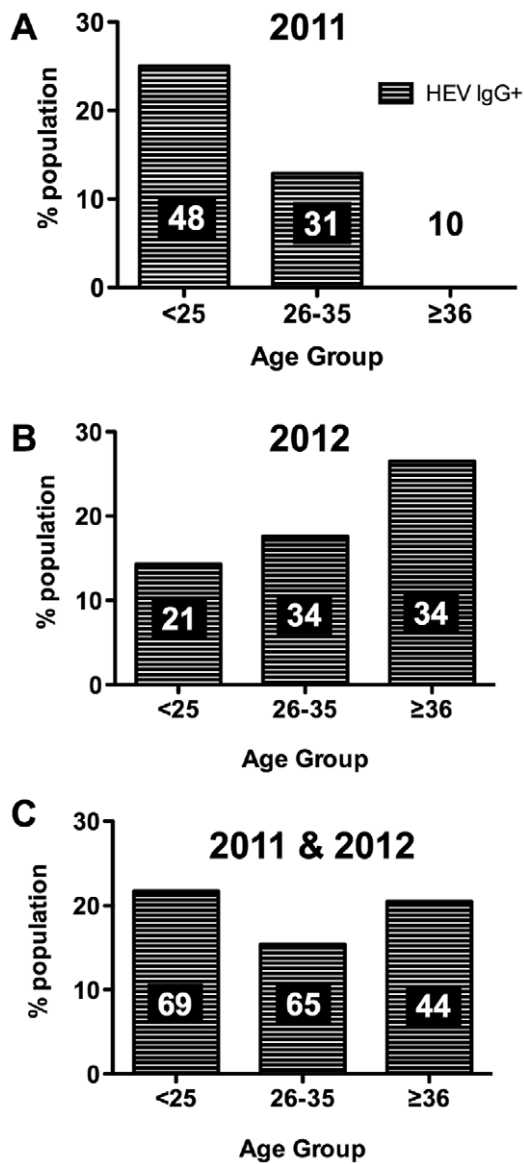 A
2011
30
20
10
0
% population
HEV IgG+
48
31
10
<25
26-35
≥36
Age Group
B
2012
30
20
10
0
% population
21
34
34
<25
26-35
≥36
Age Group
C
2011 & 2012
30
20
10
0
% population
69
65
44
<25
26-35
≥36
Age Group